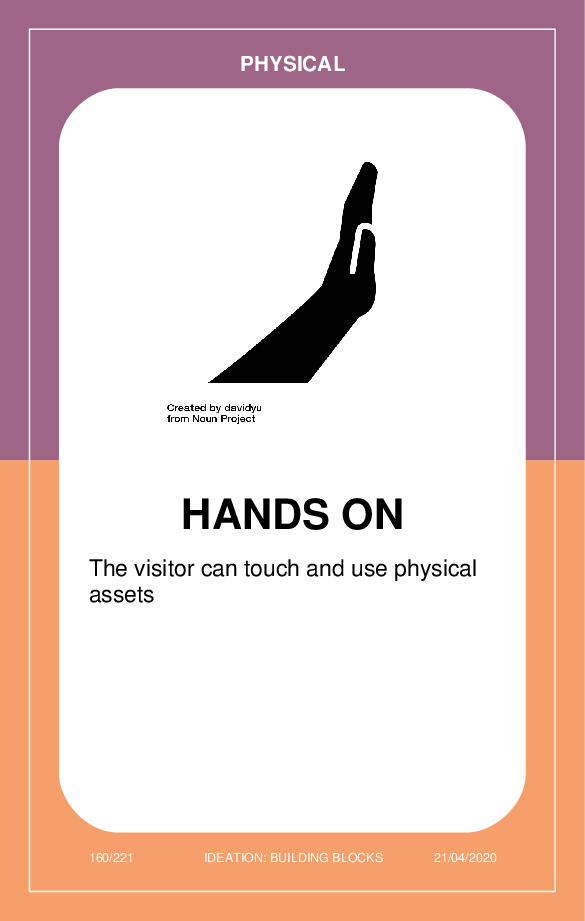 PHYSICAL
Created by davidyu
from Noun Project
HANDS ON
The visitor can touch and use physical
assets
160/221 IDEATION: BUILDING BLOCKS 21/04/2020